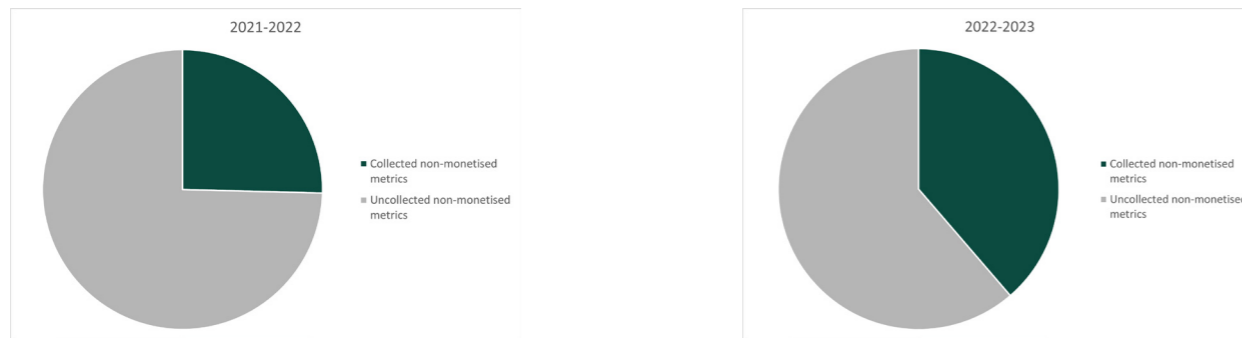 2021-2022
Collected non-monetised
metrics
Uncollected non-monetised
metrics
2022-2023
Collected non-monetised
metrics
Uncollected non-monetised
metrics